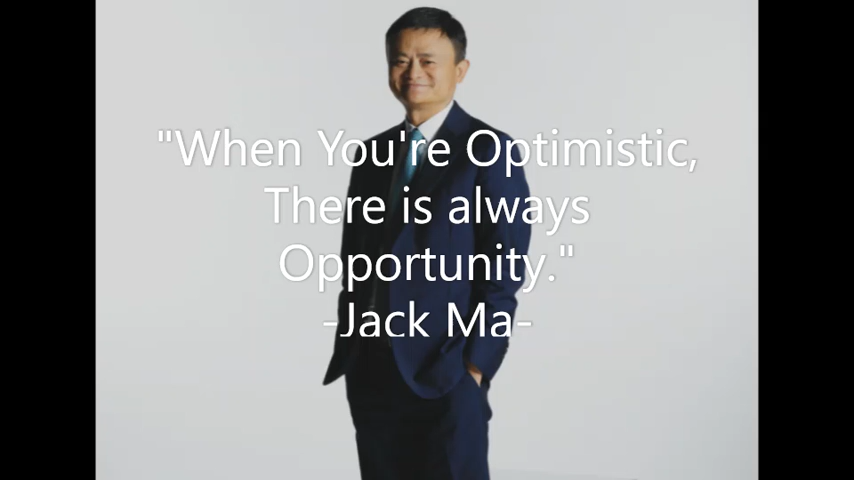 "When You're Optimistic,
There is always
Opportunity."
-Jack Ma-